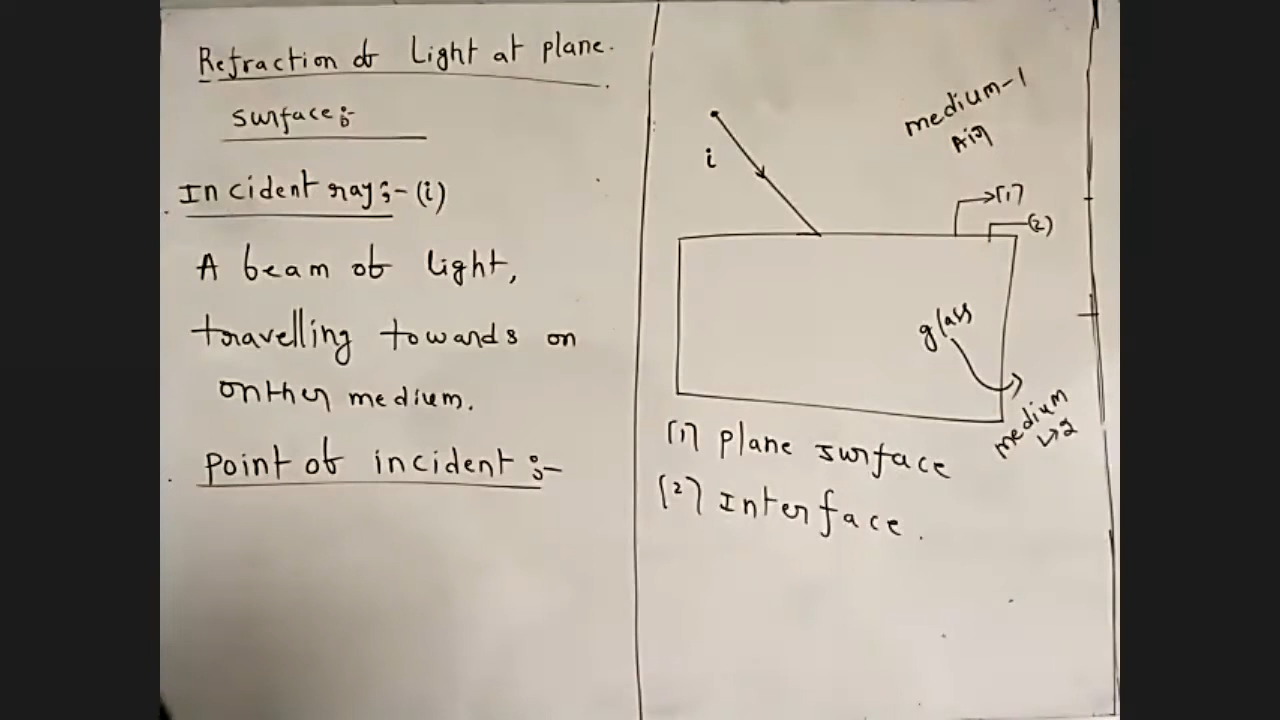 Refraction of Light at plane.
surface:-
Incident ray:- (i)
A beam of light,
travelling towards on
onther medium.
point of incident :-
medium-1
Air
i
(1)
(2)
glass
medium
↳2
(1) plane surface
(2) Interface.